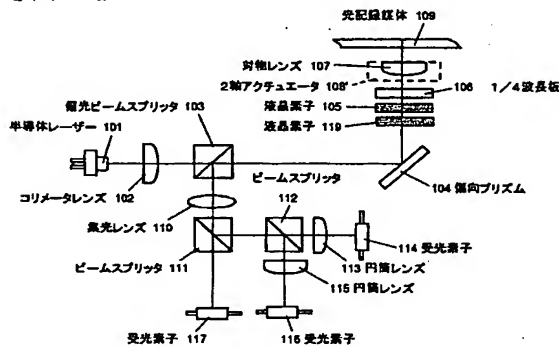 光記録媒体 109
対物レンズ 107
2軸アクチュエータ 108'
106 1/4波長板
液晶素子 105
液晶素子 119
偏光ビームスプリッタ 103
半導体レーザー 101
コリメータレンズ 102
ビームスプリッタ
112
104 偏向プリズム
集光レンズ 110
ビームスプリッタ 111
114 受光素子
113 円筒レンズ
115 円筒レンズ
受光素子 117
116 受光素子